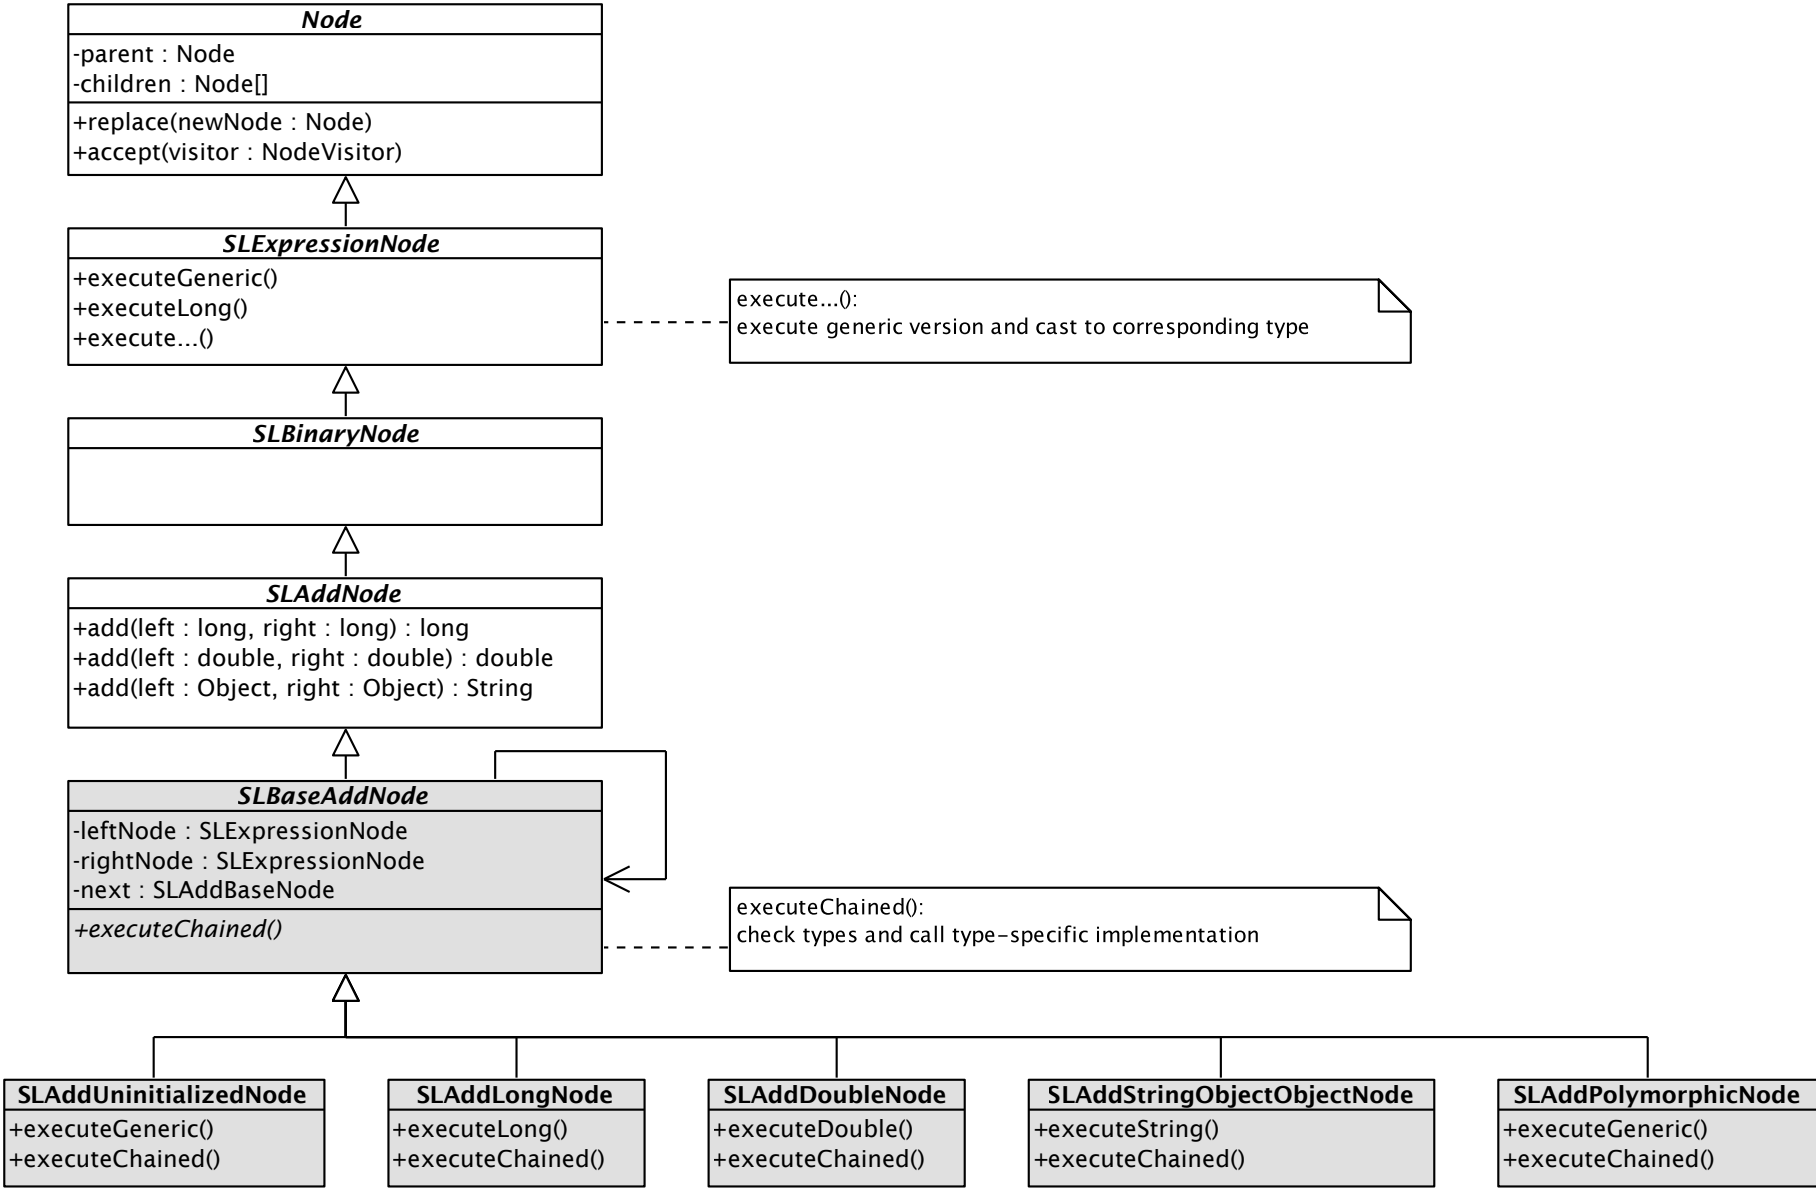 Node
-parent : Node
-children : Node[]
+replace(newNode : Node)
+accept(visitor : NodeVisitor)
SLExpressionNode
+executeGeneric()
+executeLong()
+execute...()
execute...():
execute generic version and cast to corresponding type
SLBinaryNode
SLAddNode
+add(left : long, right : long) : long
+add(left : double, right : double) : double
+add(left : Object, right : Object) : String
SLBaseAddNode
-leftNode : SLExpressionNode
-rightNode : SLExpressionNode
-next : SLAddBaseNode
+executeChained()
executeChained():
check types and call type-specific implementation
SLAddUninitializedNode
+executeGeneric()
+executeChained()
SLAddLongNode
+executeLong()
+executeChained()
SLAddDoubleNode
+executeDouble()
+executeChained()
SLAddStringObjectObjectNode
+executeString()
+executeChained()
SLAddPolymorphicNode
+executeGeneric()
+executeChained()